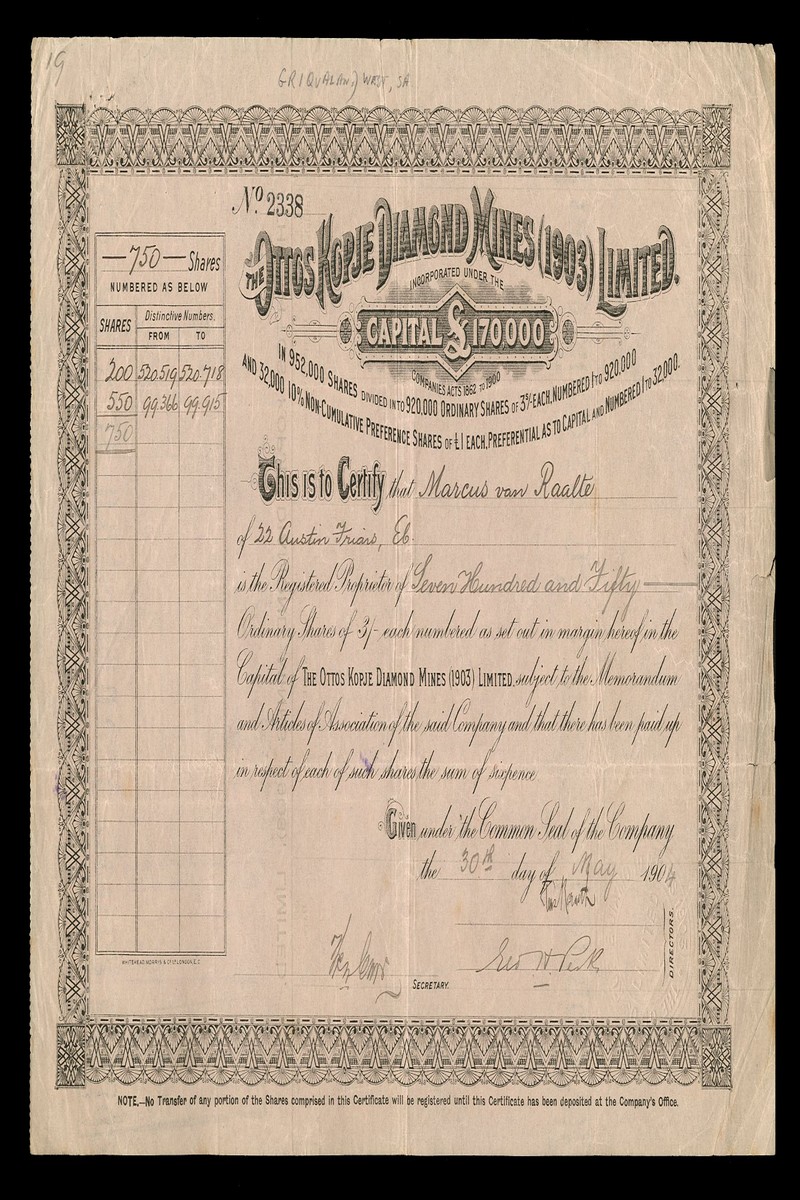 19
GRIQUALAND WEST, SA
No. 2338
THE OTTOS KOPJE DIAMOND MINES (1903) LIMITED.
INCORPORATED UNDER THE
CAPITAL £170,000
COMPANIES ACTS 1862 TO 1900
IN 952,000 SHARES DIVIDED INTO 920,000 ORDINARY SHARES OF 3/- EACH, NUMBERED 1 TO 920,000
AND 32,000 10% NON-CUMULATIVE PREFERENCE SHARES OF £1 EACH, PREFERENTIAL AS TO CAPITAL AND NUMBERED 1 TO 32,000.
— 750 — Shares
NUMBERED AS BELOW
SHARES Distinctive Numbers.
FROM TO
200 520,519 520,718
550 99,366 99,915
750
This is to Certify that Marcus van Raalte
of 22 Austin Friars, E.C.
is the Registered Proprietor of Seven Hundred and Fifty
Ordinary Shares of 3/- each numbered as set out in margin hereof in the
Capital of THE OTTOS KOPJE DIAMOND MINES (1903) LIMITED, subject to the Memorandum
and Articles of Association of the said Company and that there has been paid up
in respect of each of such shares, the sum of sixpence
Given under the Common Seal of the Company
the 30th day of May 1904
Geo H. Peck
DIRECTORS.
SECRETARY.
WHITEHEAD, MORRIS & CO. LD. LONDON, E.C.
NOTE.—No Transfer of any portion of the Shares comprised in this Certificate will be registered until this Certificate has been deposited at the Company's Office.